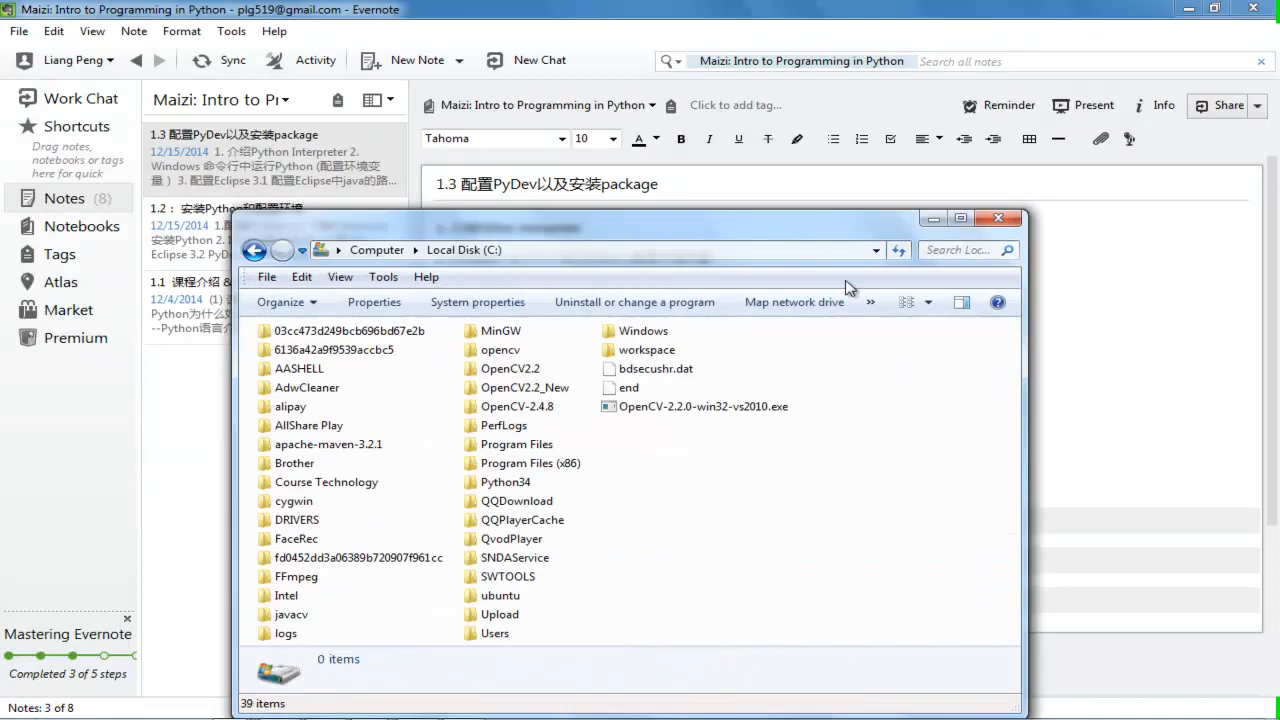 Maizi: Intro to Programming in Python - plg519@gmail.com - Evernote
File Edit View Note Format Tools Help
Liang Peng Sync Activity New Note New Chat Maizi: Intro to Programming in Python Search all notes
Work Chat
Shortcuts
Drag notes,
notebooks or tags
here for quick
Notes (8)
Notebooks
Tags
Atlas
Market
Premium
Mastering Evernote
Completed 3 of 5 steps
Notes: 3 of 8
Maizi: Intro to Pr
1.3 配置PyDev以及安装package
12/15/2014 1. 介绍Python Interpreter 2.
Windows 命令行中运行Python (配置环境变
量 ) 3. 配置Eclipse 3.1 配置Eclipse中java的路...
1.2 : 安装Python和配置环境
12/15/2014 1.
安装Python 2.
Eclipse 3.2 PyD
1.1 课程介绍 &
12/4/2014 (1)
Python为什么
--Python语言介
Maizi: Intro to Programming in Python Click to add tag... Reminder Present Info Share
Tahoma 10 A B I U T
1.3 配置PyDev以及安装package
Computer Local Disk (C:) Search Loc...
File Edit View Tools Help
Organize Properties System properties Uninstall or change a program Map network drive »
03cc473d249bcb696bd67e2b
6136a42a9f9539accbc5
AASHELL
AdwCleaner
alipay
AllShare Play
apache-maven-3.2.1
Brother
Course Technology
cygwin
DRIVERS
FaceRec
fd0452dd3a06389b720907f961cc
FFmpeg
Intel
javacv
logs
MinGW
opencv
OpenCV2.2
OpenCV2.2_New
OpenCV-2.4.8
PerfLogs
Program Files
Program Files (x86)
Python34
QQDownload
QQPlayerCache
QvodPlayer
SNDAService
SWTOOLS
ubuntu
Upload
Users
Windows
workspace
bdsecushr.dat
end
OpenCV-2.2.0-win32-vs2010.exe
0 items
39 items